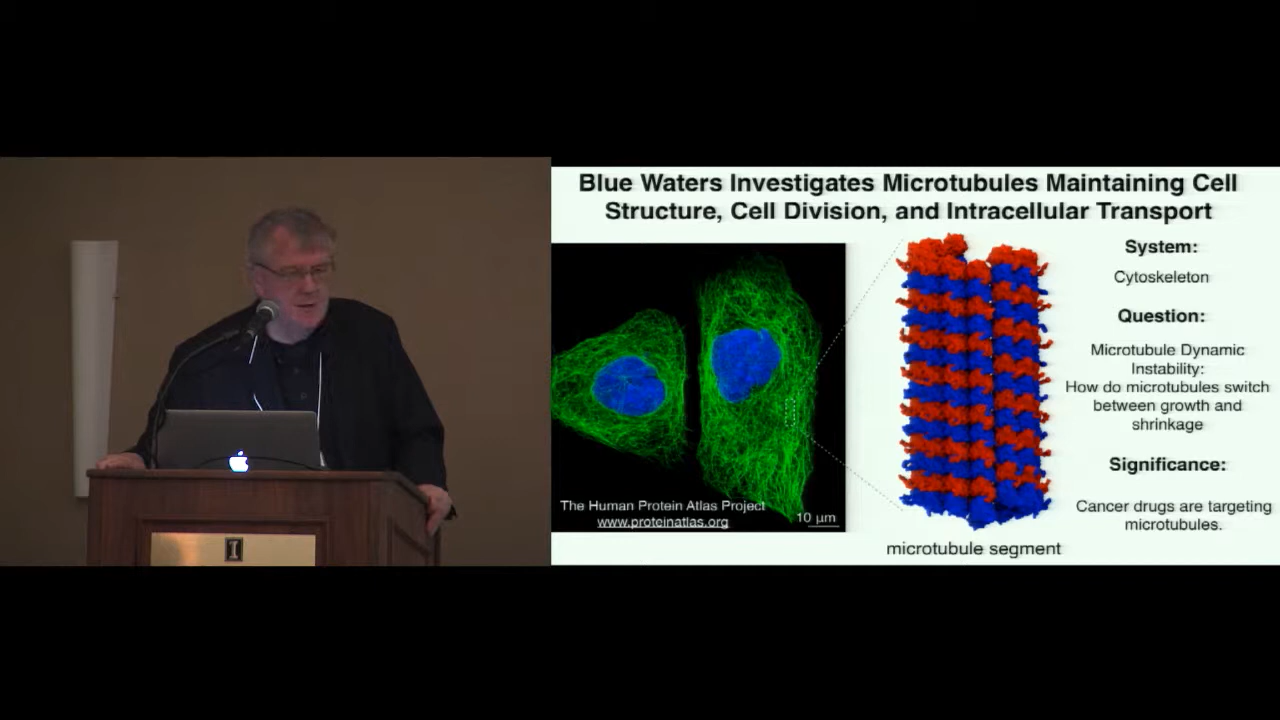 Blue Waters Investigates Microtubules Maintaining Cell
Structure, Cell Division, and Intracellular Transport
System:
Cytoskeleton
Question:
Microtubule Dynamic
Instability:
How do microtubules switch
between growth and
shrinkage
Significance:
Cancer drugs are targeting
microtubules.
The Human Protein Atlas Project
www.proteinatlas.org
10 µm
microtubule segment
I